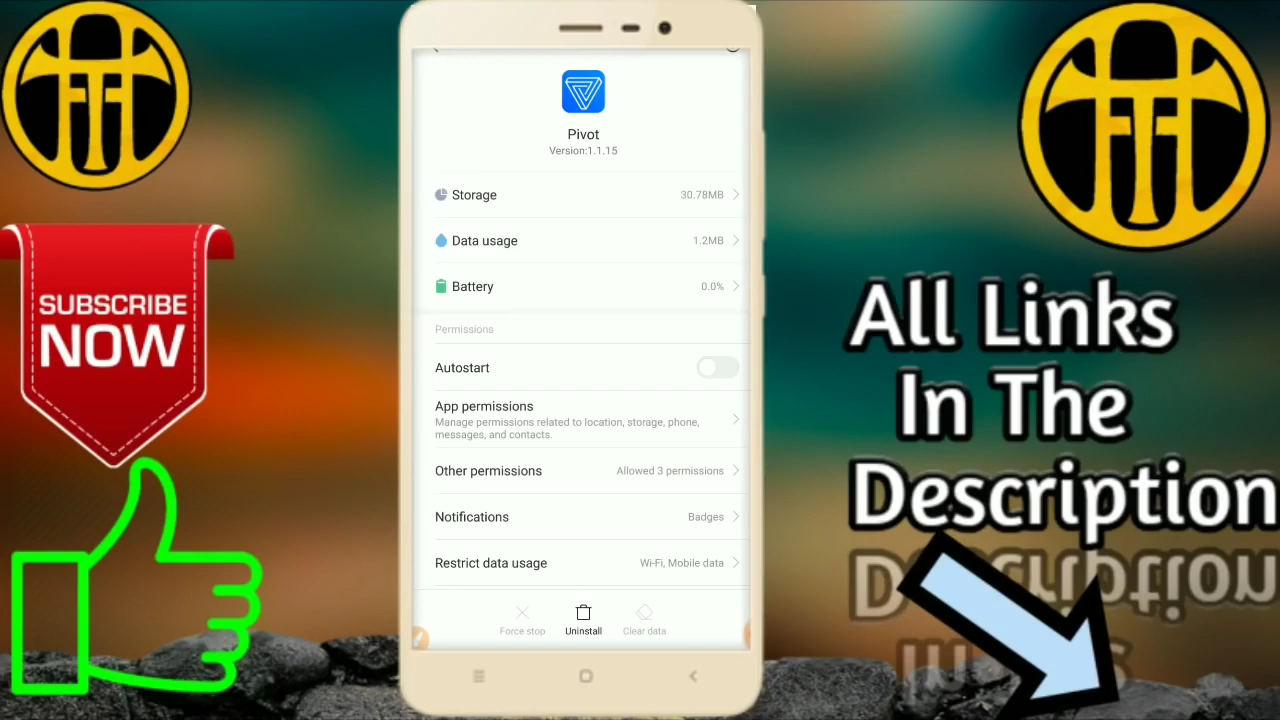 SUBSCRIBE
NOW
Pivot
Version:1.1.15
Storage 30.78MB
Data usage 1.2MB
Battery 0.0%
Permissions
Autostart
App permissions
Manage permissions related to location, storage, phone,
messages, and contacts.
Other permissions Allowed 3 permissions
Notifications Badges
Restrict data usage Wi-Fi, Mobile data
Force stop Uninstall Clear data
All Links
In The
Description